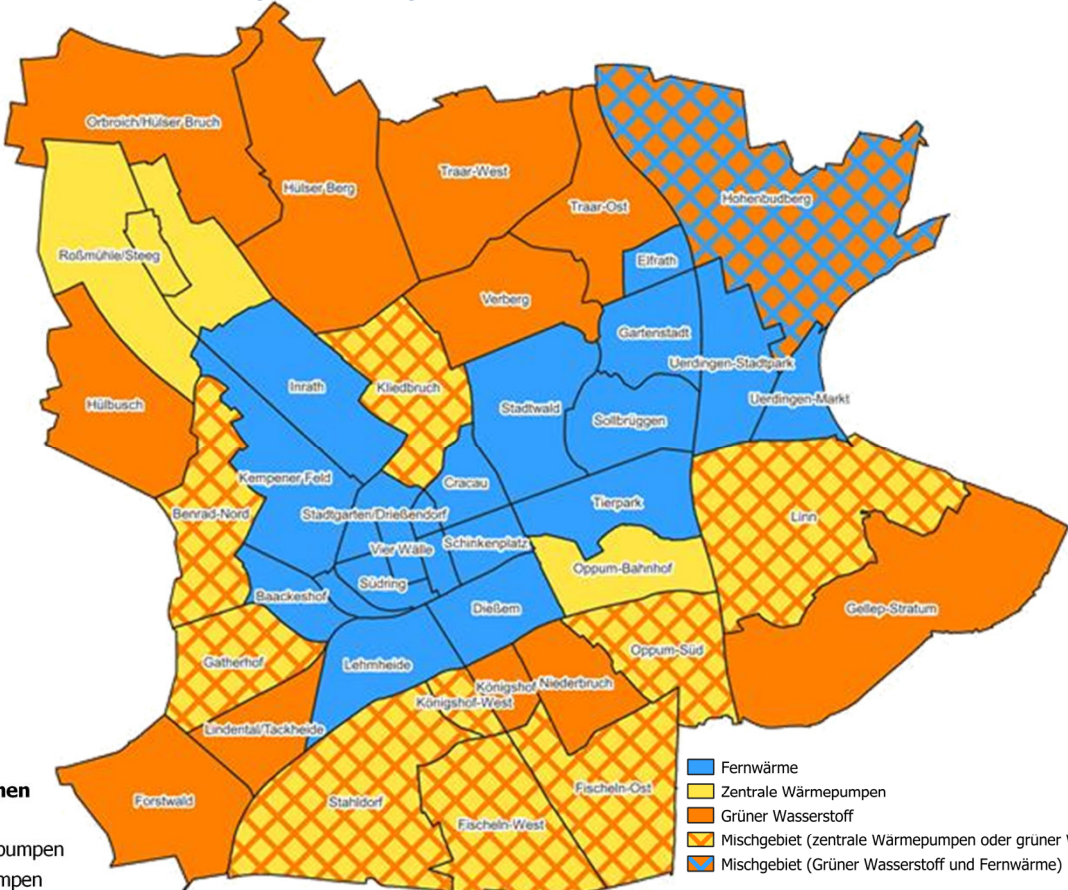 Orbroich/Hülser Bruch
Hülser Berg
Traar-West
Traar-Ost
Hohenbudberg
Roßmühle/Steeg
Elfrath
Verberg
Gartenstadt
Uerdingen-Stadtpark
Inrath
Kliedbruch
Uerdingen-Markt
Hülbusch
Stadtwald
Sollbrüggen
Kempener Feld
Cracau
Tierpark
Benrad-Nord
Stadtgarten/Drießendorf
Linn
Vier Wälle
Schinkenplatz
Oppum-Bahnhof
Südring
Baackeshof
Dießem
Gellep-Stratum
Gatherhof
Lehmheide
Oppum-Süd
Königshof
Niederbruch
Königshof-West
Lindental/Tackheide
Forstwald
Stahldorf
Fischeln-Ost
Fischeln-West
Fernwärme
Zentrale Wärmepumpen
Grüner Wasserstoff
Mischgebiet (zentrale Wärmepumpen oder grüner
Mischgebiet (Grüner Wasserstoff und Fernwärme)